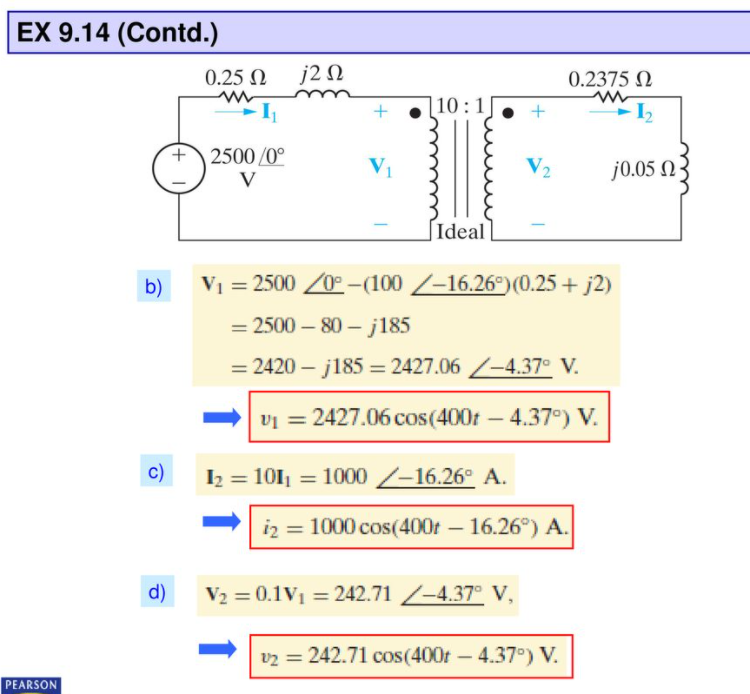 EX 9.14 (Contd.)
0.25 Ω j2 Ω 0.2375 Ω
I₁ + 10 : 1 + I₂
+ 2500 /0° V₁ V₂ j0.05 Ω
− V
− Ideal −
b) V₁ = 2500 ∠0° −(100 ∠−16.26°)(0.25 + j2)
= 2500 − 80 − j185
= 2420 − j185 = 2427.06 ∠−4.37° V.
v₁ = 2427.06 cos(400t − 4.37°) V.
c) I₂ = 10I₁ = 1000 ∠−16.26° A.
i₂ = 1000 cos(400t − 16.26°) A.
d) V₂ = 0.1V₁ = 242.71 ∠−4.37° V,
v₂ = 242.71 cos(400t − 4.37°) V.
PEARSON